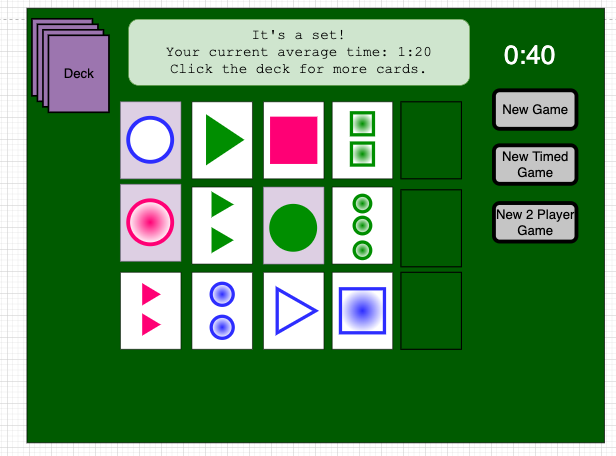 Deck
It's a set!
Your current average time: 1:20
Click the deck for more cards.
0:40
New Game
New Timed
Game
New 2 Player
Game